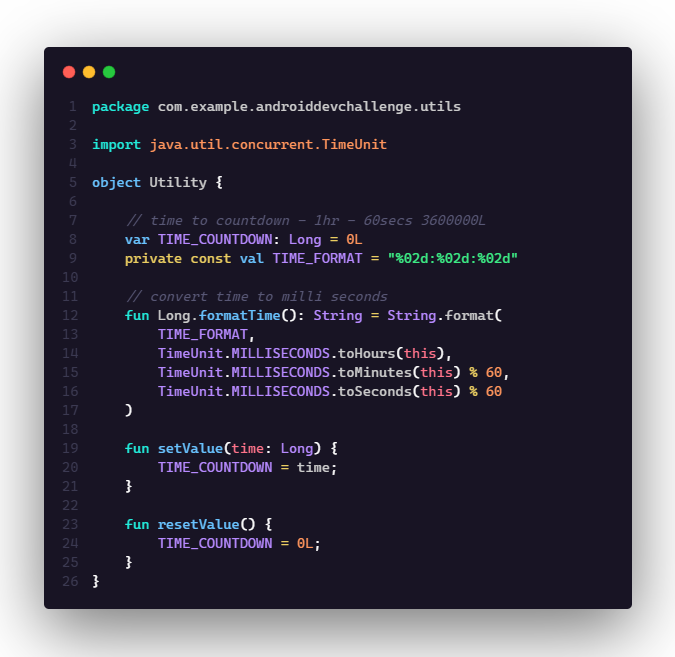 1 package com.example.androiddevchallenge.utils
2
3 import java.util.concurrent.TimeUnit
4
5 object Utility {
6
7     // time to countdown - 1hr - 60secs 3600000L
8     var TIME_COUNTDOWN: Long = 0L
9     private const val TIME_FORMAT = "%02d:%02d:%02d"
10
11     // convert time to milli seconds
12     fun Long.formatTime(): String = String.format(
13         TIME_FORMAT,
14         TimeUnit.MILLISECONDS.toHours(this),
15         TimeUnit.MILLISECONDS.toMinutes(this) % 60,
16         TimeUnit.MILLISECONDS.toSeconds(this) % 60
17     )
18
19     fun setValue(time: Long) {
20         TIME_COUNTDOWN = time;
21     }
22
23     fun resetValue() {
24         TIME_COUNTDOWN = 0L;
25     }
26 }